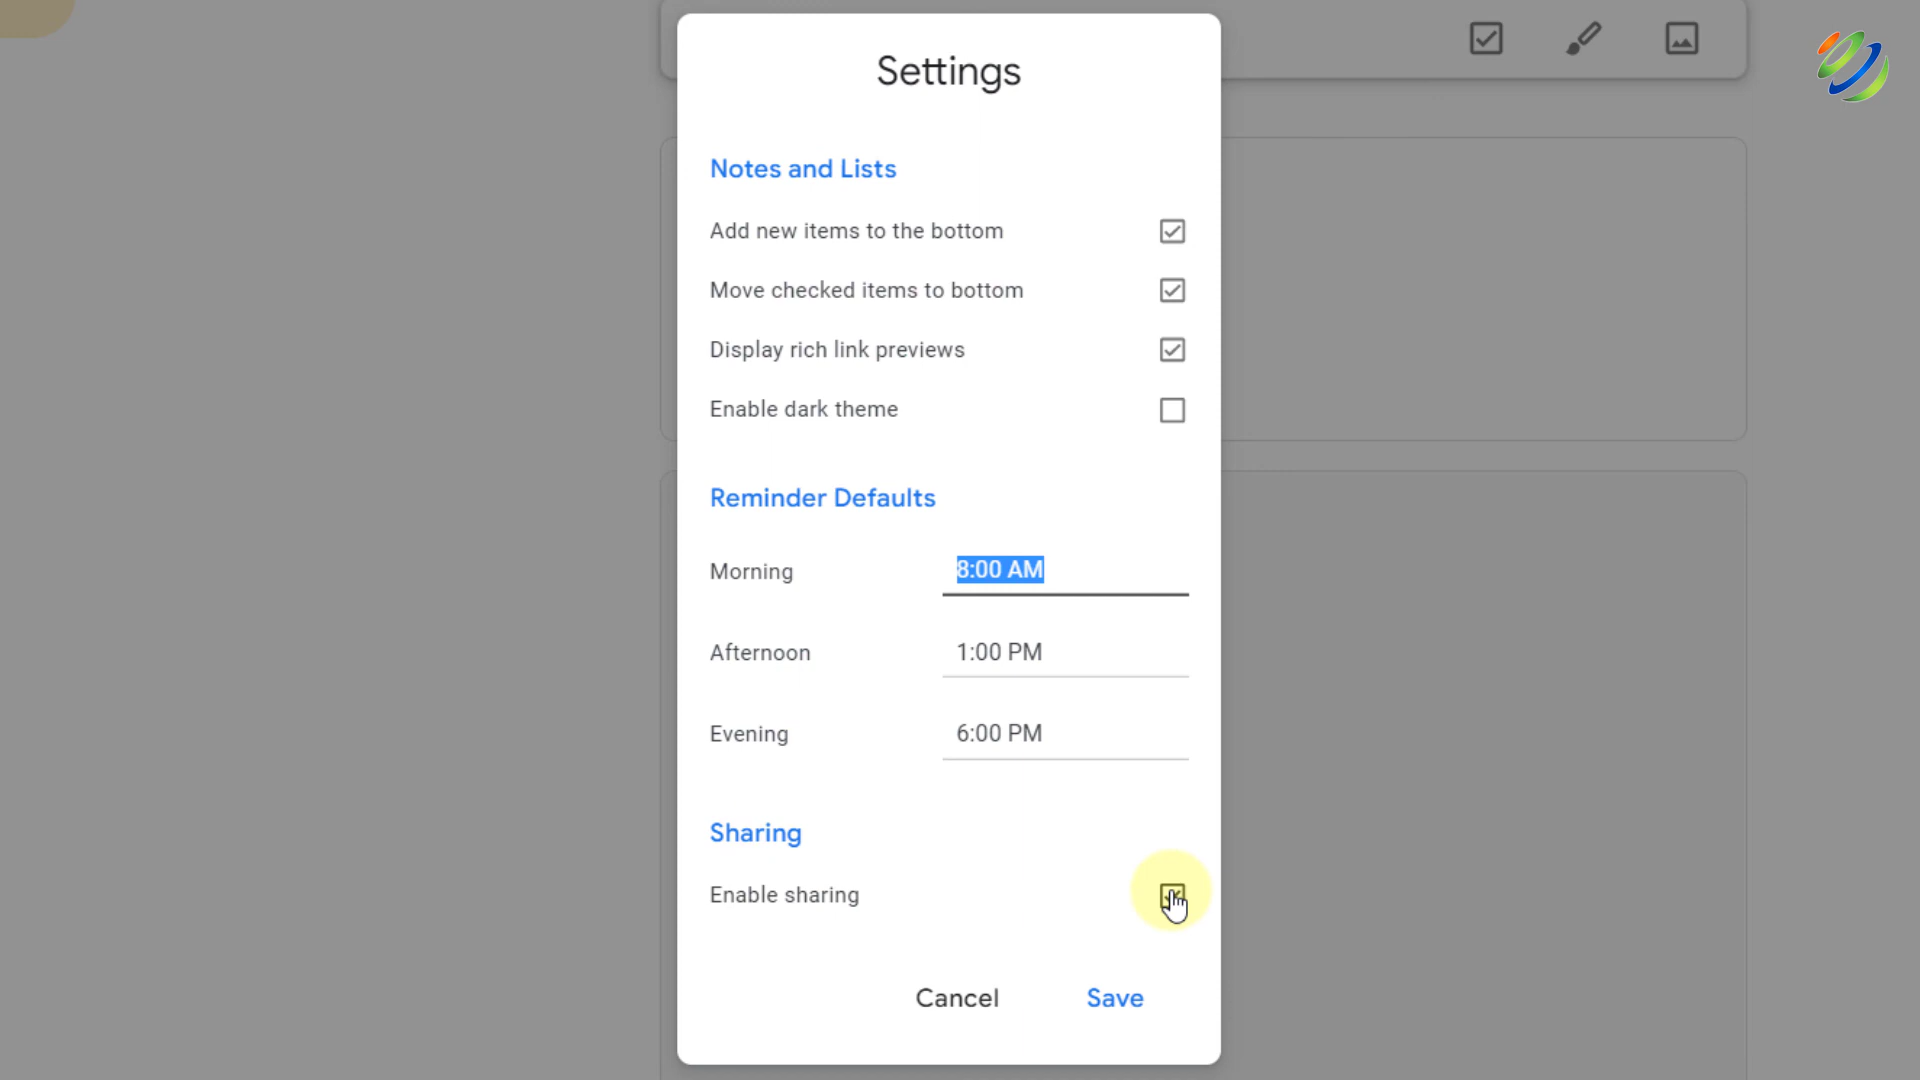 Settings
Notes and Lists
Add new items to the bottom
Move checked items to bottom
Display rich link previews
Enable dark theme
Reminder Defaults
Morning 8:00 AM
Afternoon 1:00 PM
Evening 6:00 PM
Sharing
Enable sharing
Cancel Save